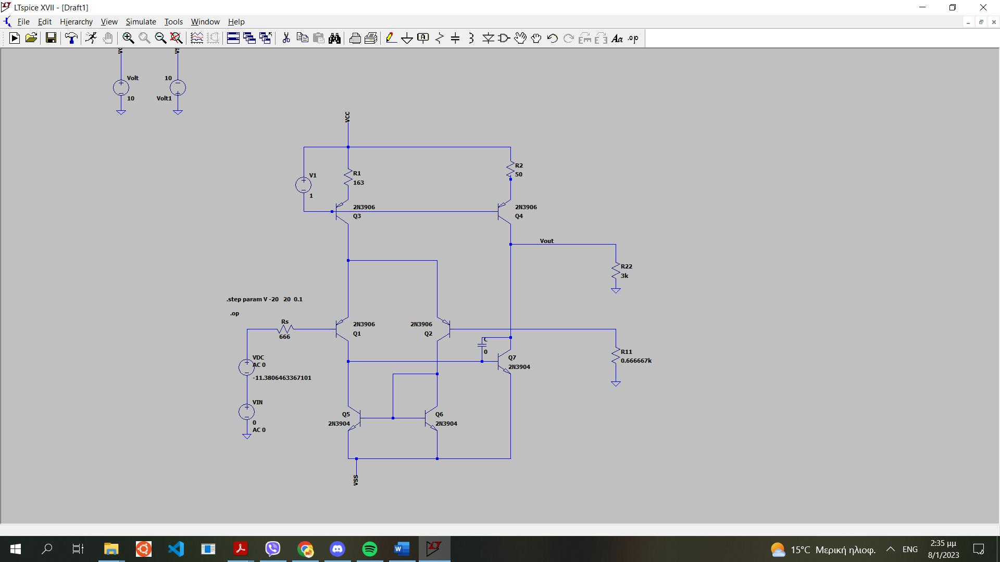 LTspice XVII - [Draft1]
File Edit Hierarchy View Simulate Tools Window Help
.op
Volt
10
10
Volt1
VCC
V1
1
R1
163
R2
50
2N3906
Q3
2N3906
Q4
Vout
R22
3k
.step param V -20 20 0.1
.op
Rs
666
2N3906
Q1
2N3906
Q2
C
0
Q7
2N3904
R11
0.666667k
VDC
AC 0
-11.3806463367101
VIN
0
AC 0
Q5
2N3904
Q6
2N3904
VSS
15°C Μερική ηλιοφ. ENG
2:35 μμ
8/1/2023